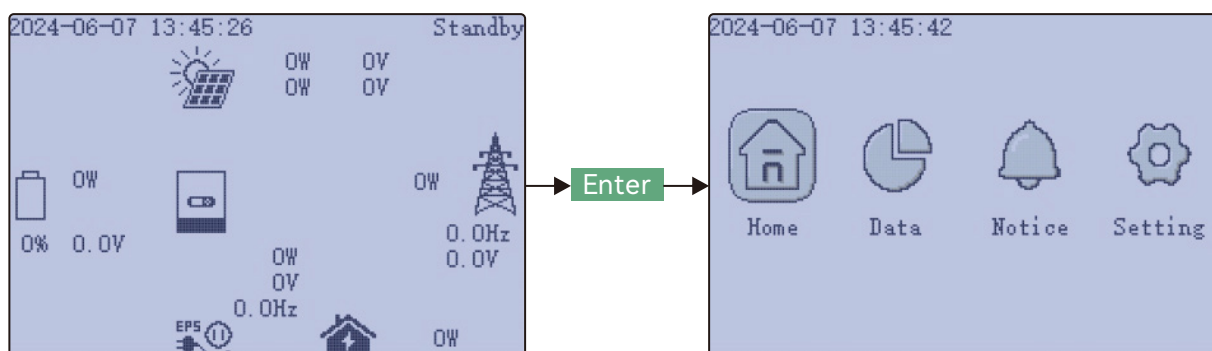 2024-06-07 13:45:26 Standby
0W 0V
0W 0V
0W
0W
0% 0.0V
0.0Hz
0.0V
0W
0V
0.0Hz
EPS
0W
Enter
2024-06-07 13:45:42
Home Data Notice Setting